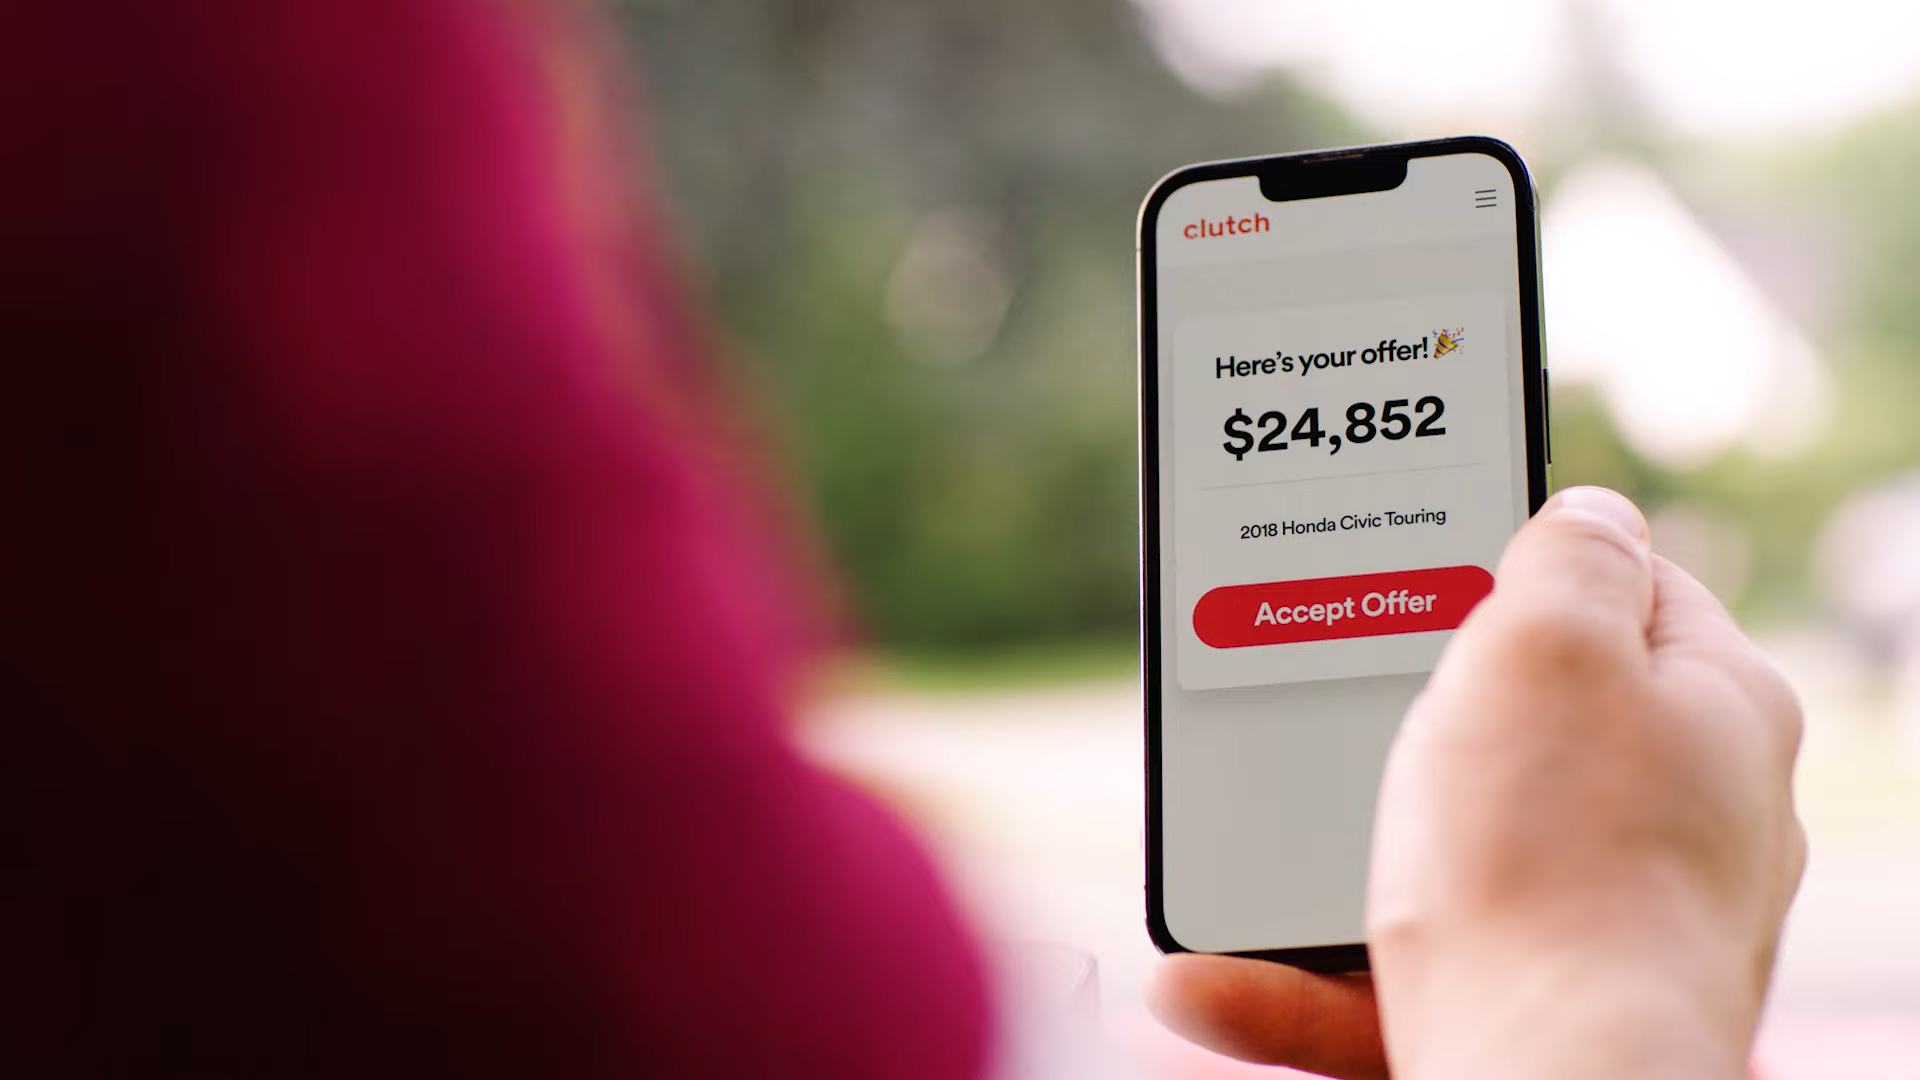 clutch
Here's your offer!
$24,852
2018 Honda Civic Touring
Accept Offer